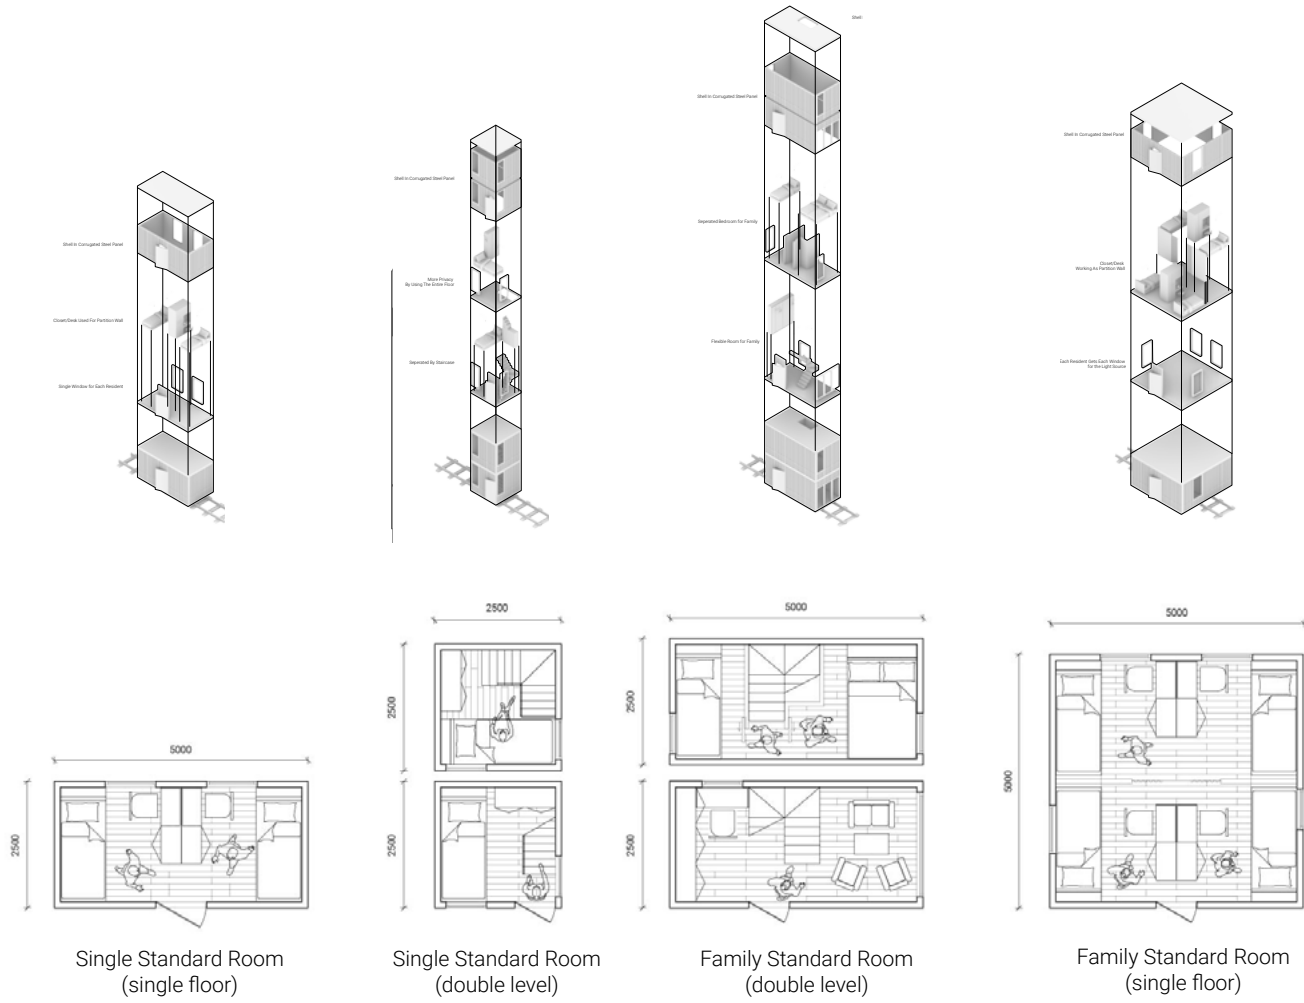 Shell
Shell In Corrugated Steel Panel
Shell In Corrugated Steel Panel
Closet/Desk Used For Partition Wall
Single Window for Each Resident
Shell In Corrugated Steel Panel
More Privacy
By Using The Entire Floor
Seperated By Staircase
Seperated Bedroom for Family
Flexible Room for Family
Shell In Corrugated Steel Panel
Closet/Desk
Working As Partition Wall
Each Resident Gets Each Window
for the Light Source
5000
2500
2500
2500
2500
5000
2500
2500
5000
5000
Single Standard Room
(single floor)
Single Standard Room
(double level)
Family Standard Room
(double level)
Family Standard Room
(single floor)